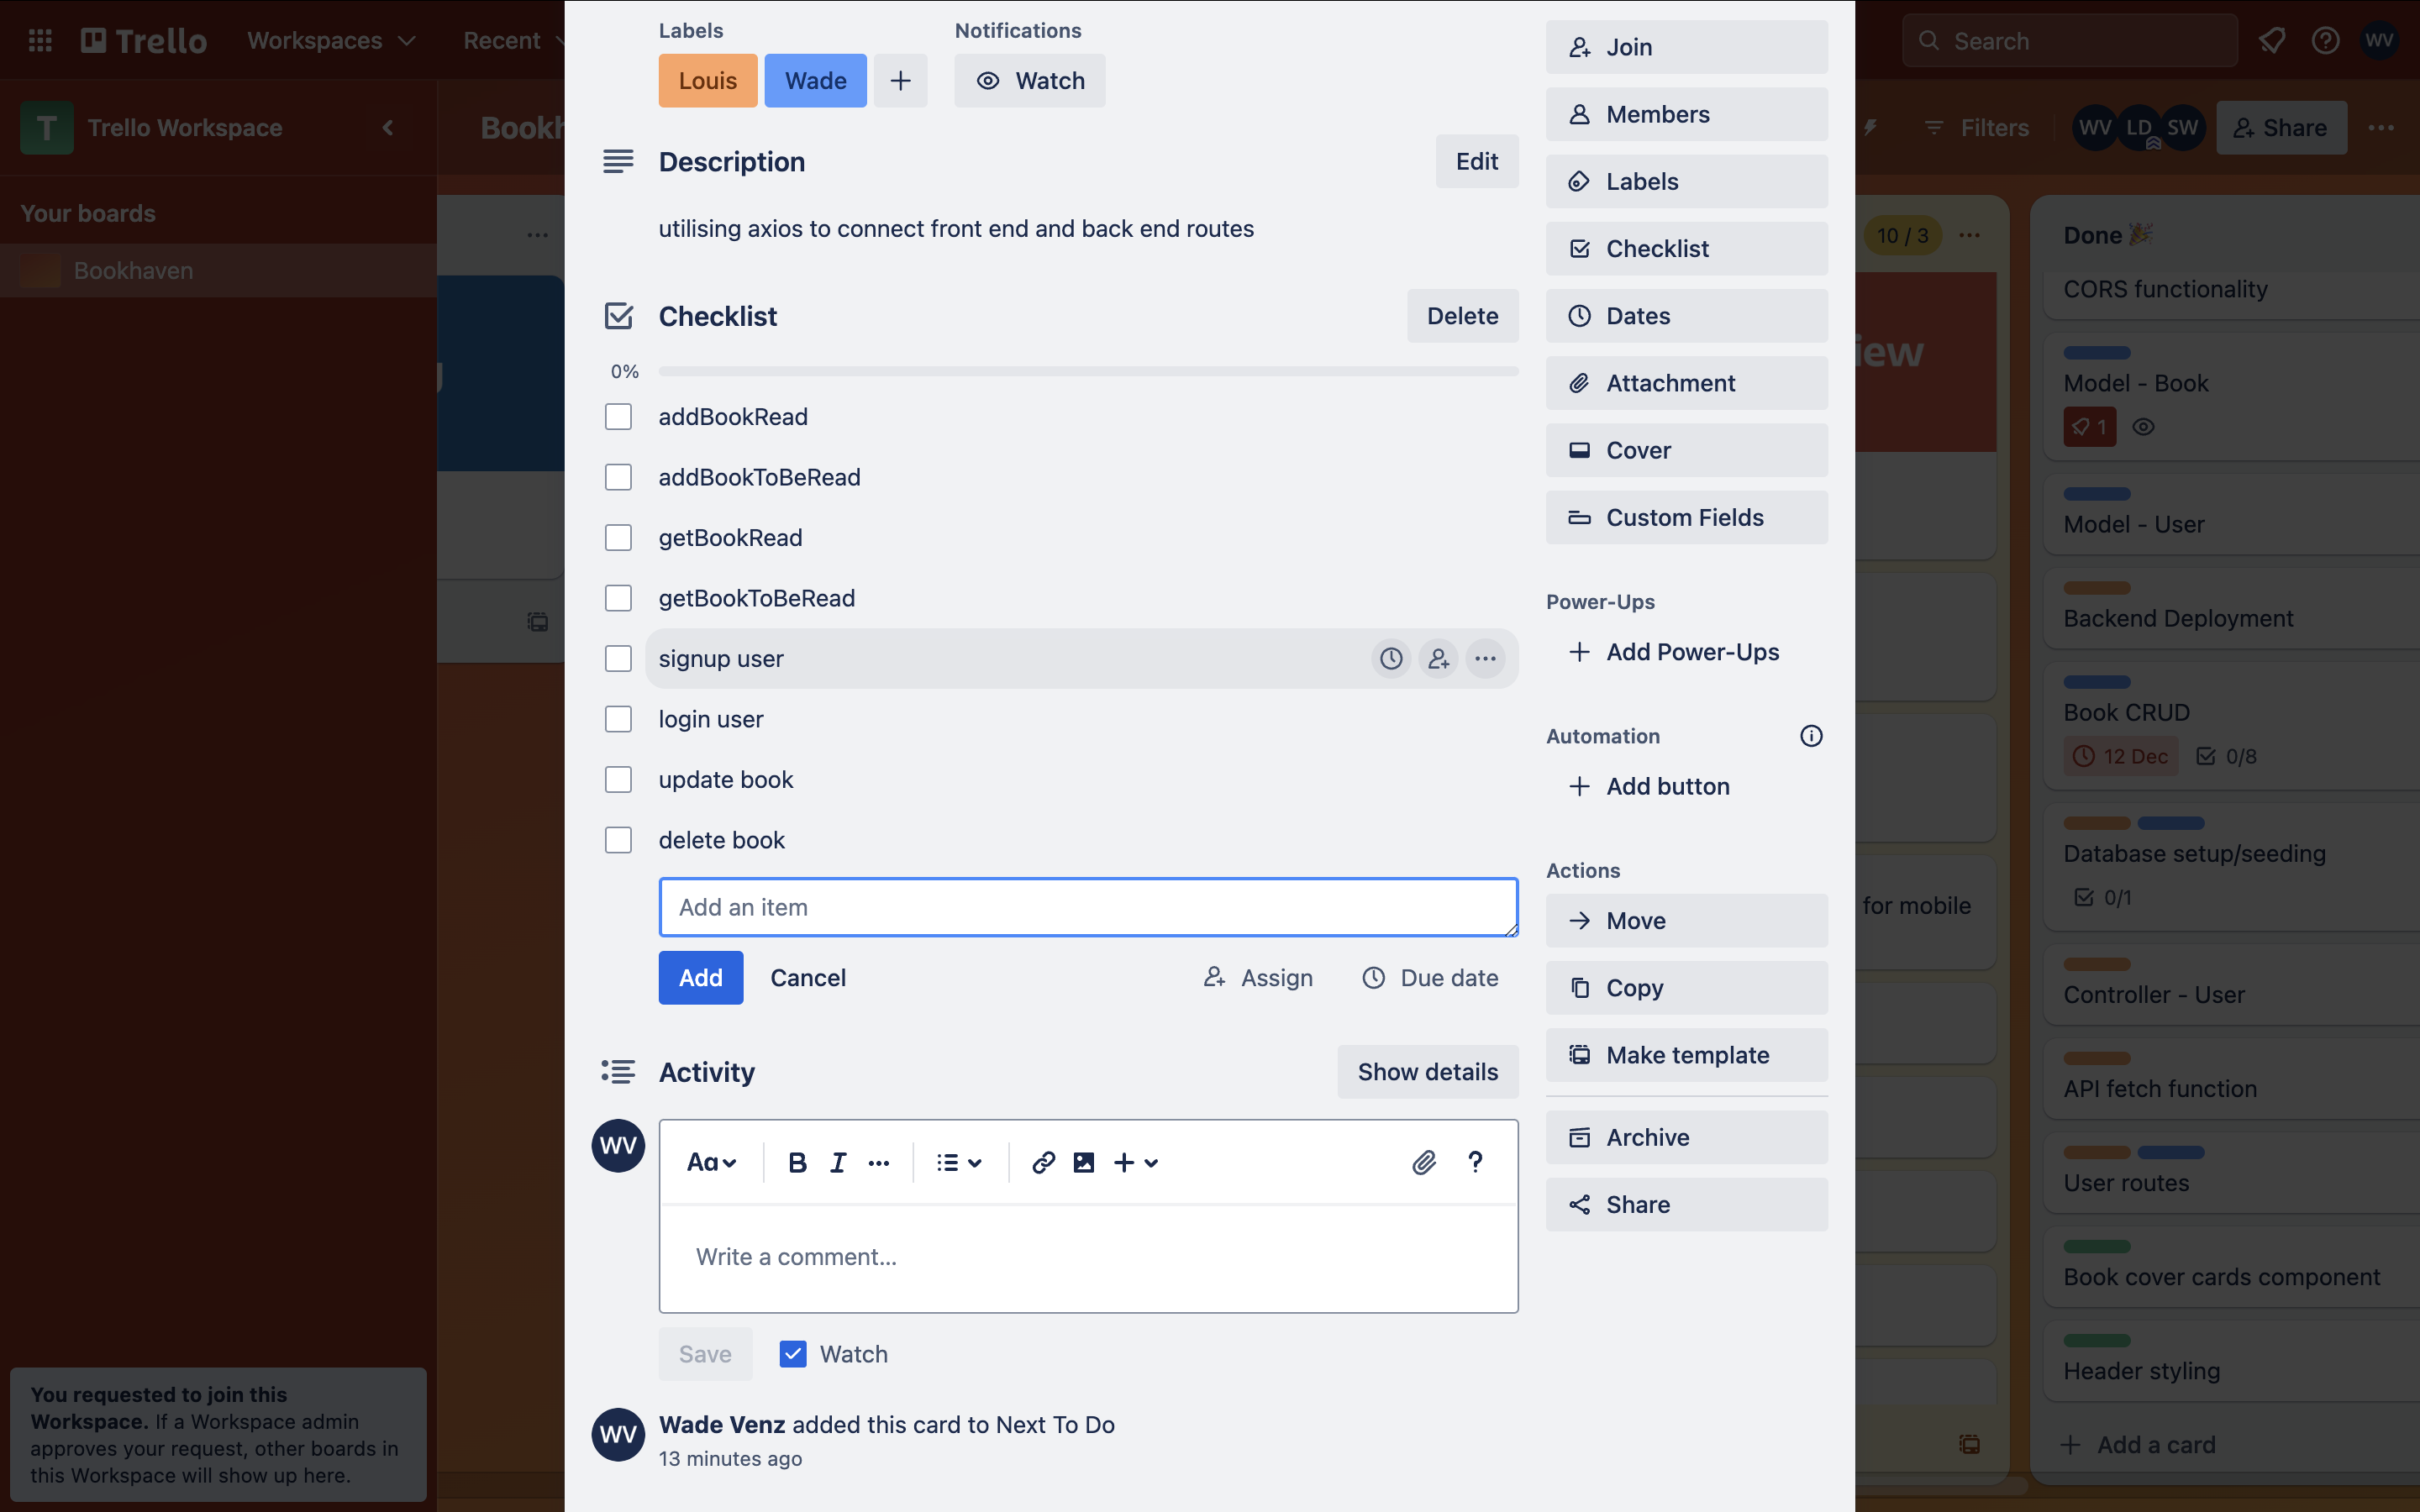 Trello
Workspaces
Recent
Search
WV
T
Trello Workspace
Your boards
Bookhaven
You requested to join this
Workspace. If a Workspace admin
approves your request, other boards in
this Workspace will show up here.
Labels
Louis
Wade
Notifications
Watch
Description
Edit
utilising axios to connect front end and back end routes
Checklist
Delete
0%
addBookRead
addBookToBeRead
getBookRead
getBookToBeRead
signup user
login user
update book
delete book
Add an item
Add
Cancel
Assign
Due date
Activity
Show details
WV
Aa
B I
?
Write a comment...
Save
Watch
WV
Wade Venz added this card to Next To Do
13 minutes ago
Join
Members
Labels
Checklist
Dates
Attachment
Cover
Custom Fields
Power-Ups
Add Power-Ups
Automation
Add button
Actions
Move
Copy
Make template
Archive
Share
Filters
WV LD SW
Share
10 / 3
for mobile
Done 🎉
CORS functionality
Model - Book
1
Model - User
Backend Deployment
Book CRUD
12 Dec 0/8
Database setup/seeding
0/1
Controller - User
API fetch function
User routes
Book cover cards component
Header styling
Add a card